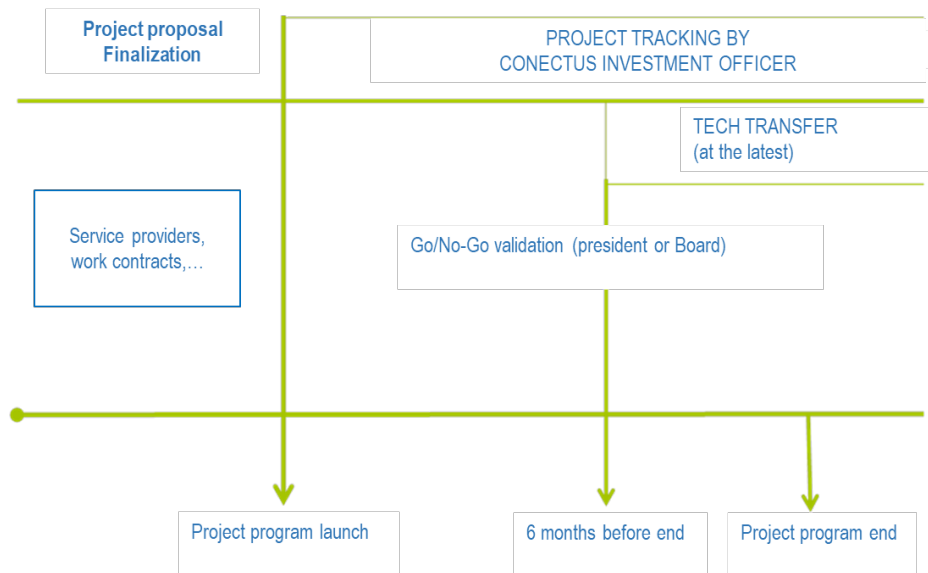 Project proposal
Finalization
PROJECT TRACKING BY
CONECTUS INVESTMENT OFFICER
TECH TRANSFER
(at the latest)
Service providers,
work contracts,…
Go/No-Go validation (president or Board)
Project program launch
6 months before end
Project program end